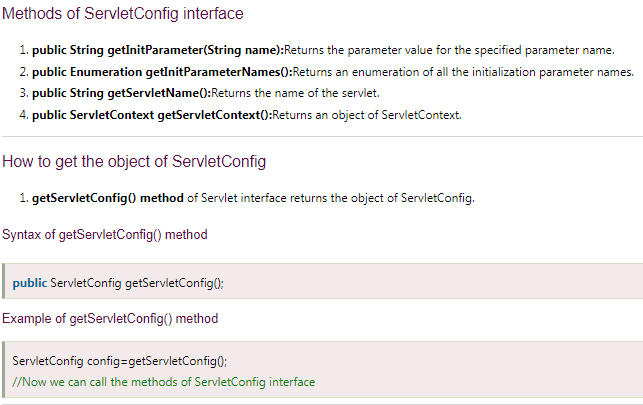 Methods of ServletConfig interface
1. public String getInitParameter(String name):Returns the parameter value for the specified parameter name.
2. public Enumeration getInitParameterNames():Returns an enumeration of all the initialization parameter names.
3. public String getServletName():Returns the name of the servlet.
4. public ServletContext getServletContext():Returns an object of ServletContext.
How to get the object of ServletConfig
1. getServletConfig() method of Servlet interface returns the object of ServletConfig.
Syntax of getServletConfig() method
public ServletConfig getServletConfig();
Example of getServletConfig() method
ServletConfig config=getServletConfig();
//Now we can call the methods of ServletConfig interface